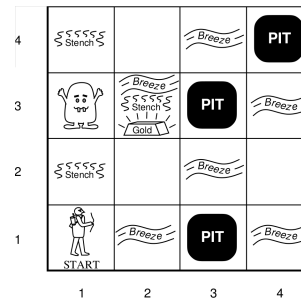 4 Stench Breeze PIT
Breeze
3 Stench PIT Breeze
Gold
2 Stench Breeze
1 Breeze PIT Breeze
START
1 2 3 4